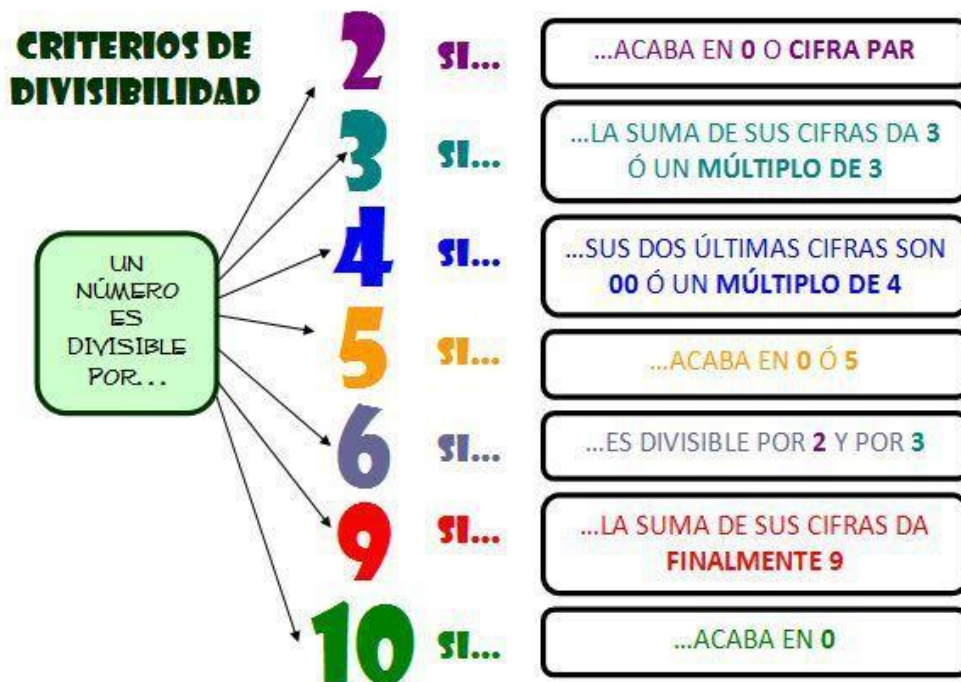 CRITERIOS DE
DIVISIBILIDAD
UN
NÚMERO
ES
DIVISIBLE
POR...
2 SI... ...ACABA EN 0 O CIFRA PAR
3 SI... ...LA SUMA DE SUS CIFRAS DA 3
Ó UN MÚLTIPLO DE 3
4 SI... ...SUS DOS ÚLTIMAS CIFRAS SON
00 Ó UN MÚLTIPLO DE 4
5 SI... ...ACABA EN 0 Ó 5
6 SI... ...ES DIVISIBLE POR 2 Y POR 3
9 SI... ...LA SUMA DE SUS CIFRAS DA
FINALMENTE 9
10 SI... ...ACABA EN 0